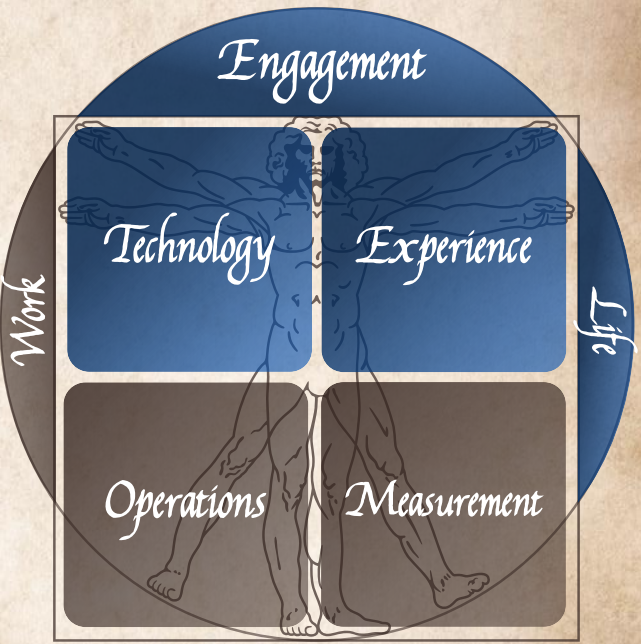 Engagement
Technology
Experience
Work
Life
Operations
Measurement